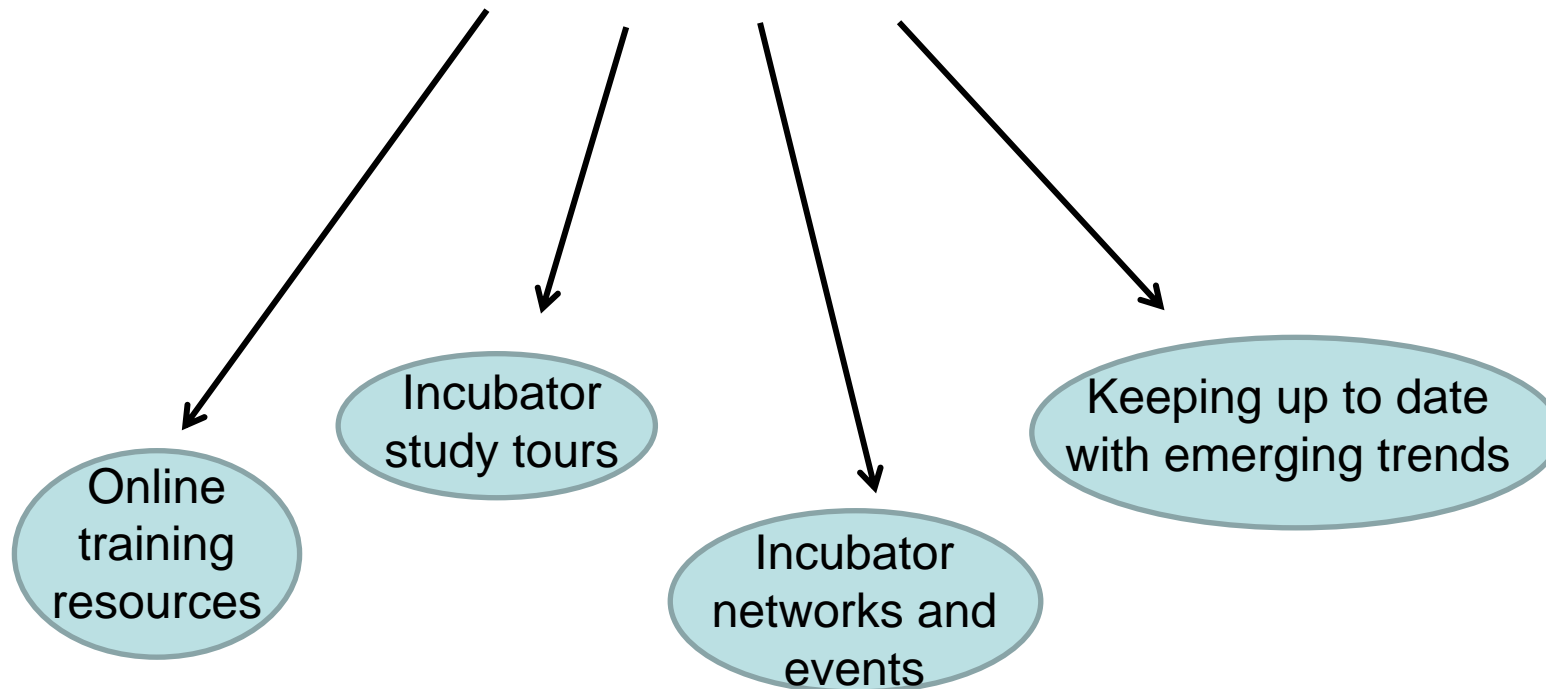 Online
training
resources
Incubator
study tours
Incubator
networks and
events
Keeping up to date
with emerging trends